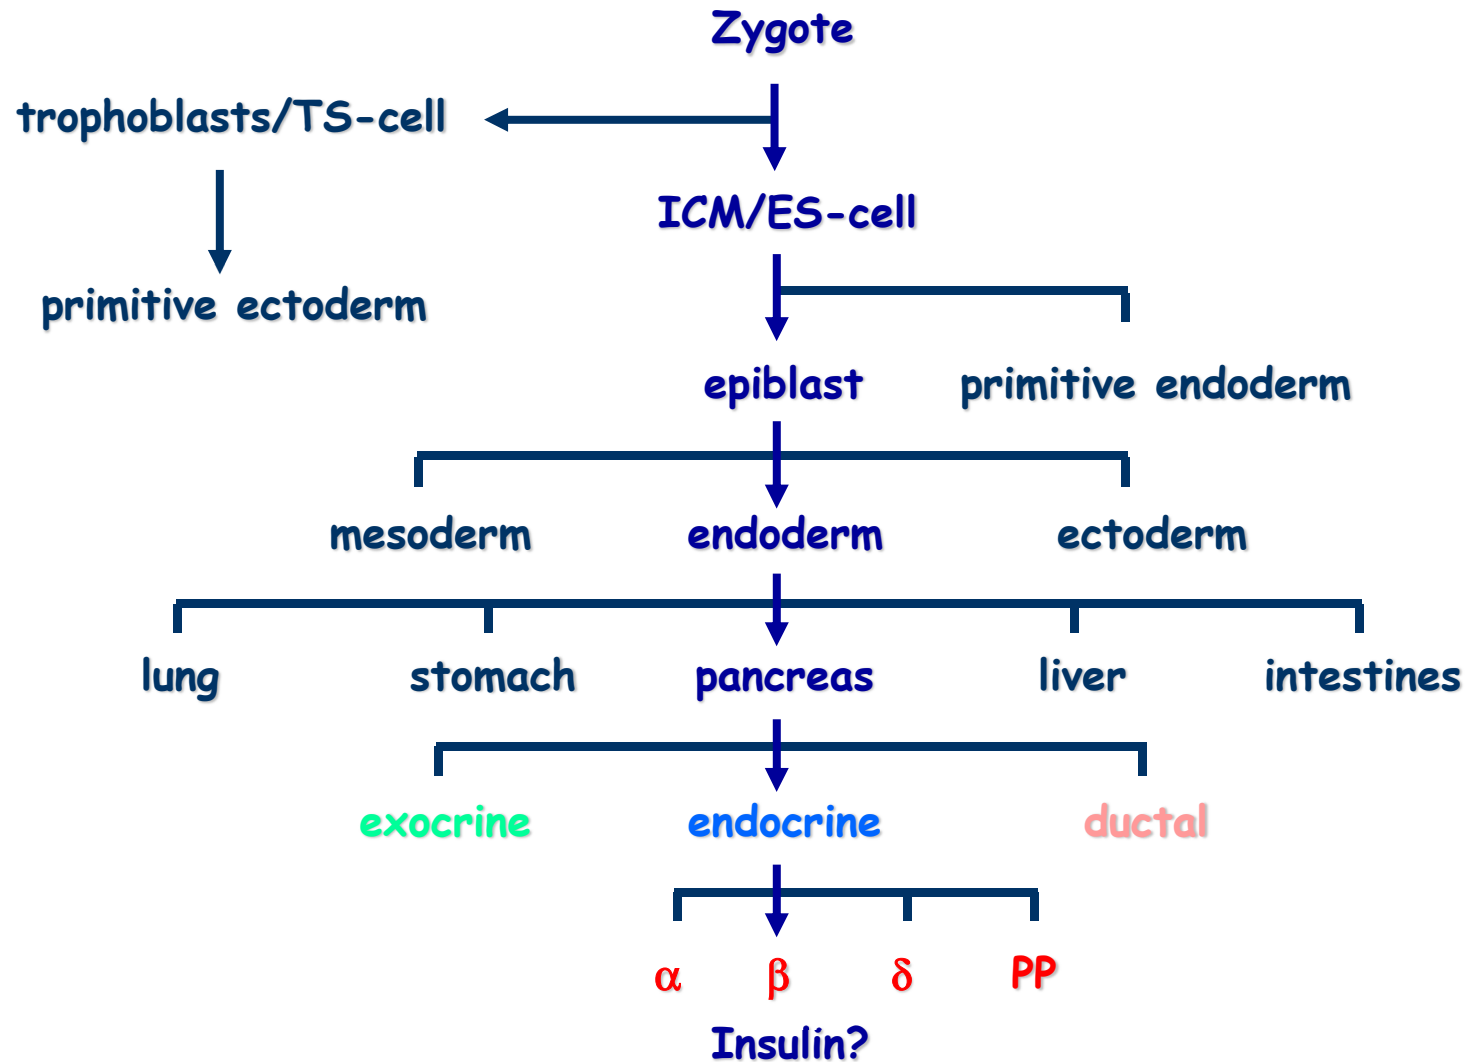 Zygote
trophoblasts/TS-cell
ICM/ES-cell
primitive ectoderm
epiblast primitive endoderm
mesoderm endoderm ectoderm
lung stomach pancreas liver intestines
exocrine endocrine ductal
α β δ PP
Insulin?